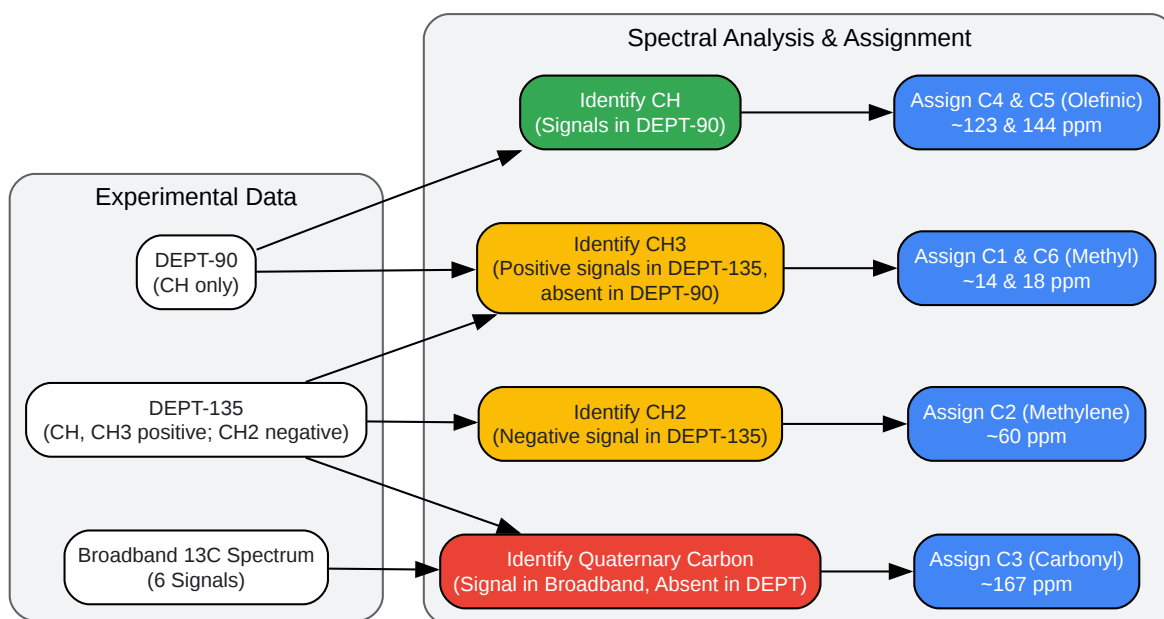 Spectral Analysis & Assignment
Identify CH
(Signals in DEPT-90)
Assign C4 & C5 (Olefinic)
~123 & 144 ppm
Experimental Data
DEPT-90
(CH only)
Identify CH3
(Positive signals in DEPT-135,
absent in DEPT-90)
Assign C1 & C6 (Methyl)
~14 & 18 ppm
DEPT-135
(CH, CH3 positive; CH2 negative)
Identify CH2
(Negative signal in DEPT-135)
Assign C2 (Methylene)
~60 ppm
Broadband 13C Spectrum
(6 Signals)
Identify Quaternary Carbon
(Signal in Broadband, Absent in DEPT)
Assign C3 (Carbonyl)
~167 ppm